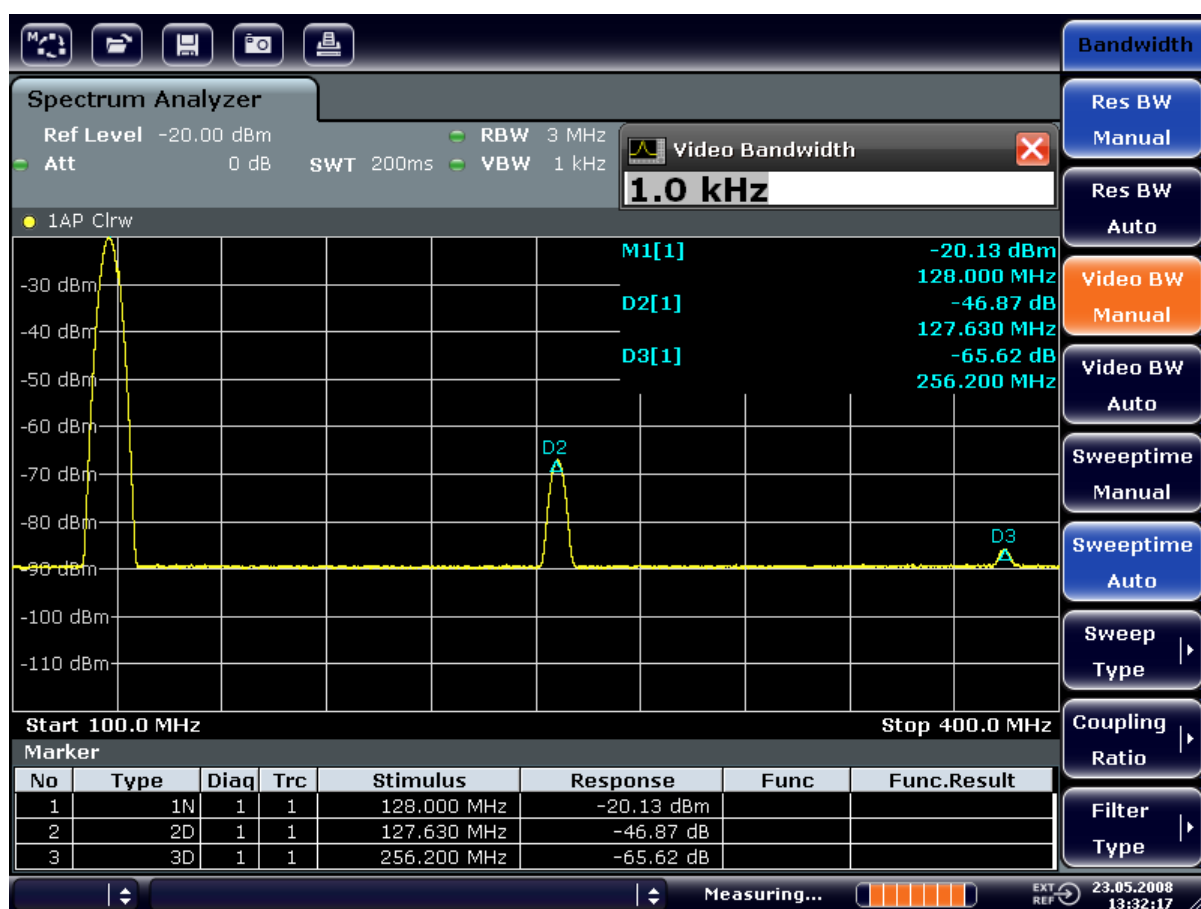 Bandwidth
Spectrum Analyzer
Ref Level -20.00 dBm RBW 3 MHz
Att 0 dB SWT 200ms VBW 1 kHz
Video Bandwidth
1.0 kHz
1AP Clrw
M1[1] -20.13 dBm
128.000 MHz
D2[1] -46.87 dB
127.630 MHz
D3[1] -65.62 dB
256.200 MHz
-30 dBm
-40 dBm
-50 dBm
-60 dBm
D2
-70 dBm
-80 dBm
D3
-90 dBm
-100 dBm
-110 dBm
Start 100.0 MHz Stop 400.0 MHz
Marker
No Type Diag Trc Stimulus Response Func Func.Result
1 1N 1 1 128.000 MHz -20.13 dBm
2 2D 1 1 127.630 MHz -46.87 dB
3 3D 1 1 256.200 MHz -65.62 dB
Measuring...
EXT
REF
23.05.2008
13:32:17
Res BW
Manual
Res BW
Auto
Video BW
Manual
Video BW
Auto
Sweeptime
Manual
Sweeptime
Auto
Sweep
Type
Coupling
Ratio
Filter
Type
M